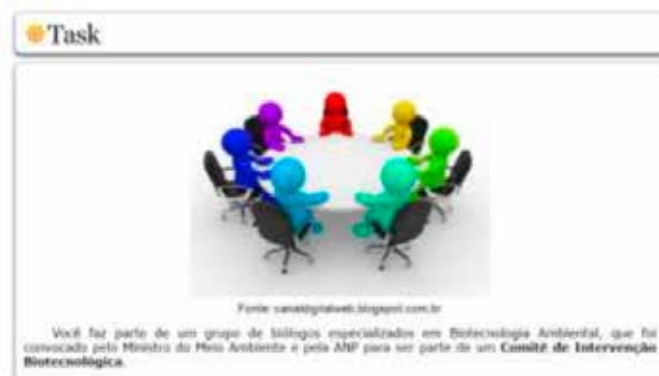 Task
Fonte: canaldigitalweb.blogspot.com.br
Você faz parte de um grupo de biólogos especializados em Biotecnologia Ambiental, que foi
convocado pelo Ministro do Meio Ambiente e pela ANP para ser parte de um Comitê de Intervenção
Biotecnológica.